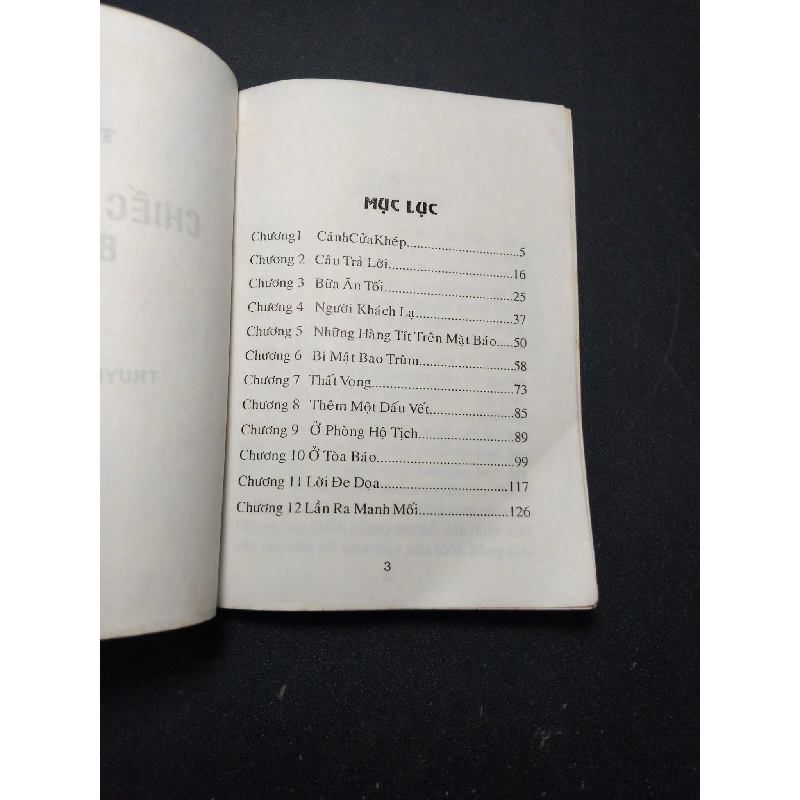 T
CHIẾC
B
TRUY
MỤC LỤC
Chương1 CánhCửaKhép..................5
Chương 2 Câu Trả Lời......................16
Chương 3 Bữa Ăn Tối.......................25
Chương 4 Người Khách Lạ................37
Chương 5 Những Hàng Tít Trên Mặt Báo.....50
Chương 6 Bí Mật Bao Trùm................58
Chương 7 Thất Vọng........................73
Chương 8 Thêm Một Dấu Vết..............85
Chương 9 Ở Phòng Hộ Tịch................89
Chương 10 Ở Tòa Báo.......................99
Chương 11 Lời Đe Dọa......................117
Chương 12 Lần Ra Manh Mối..............126
3